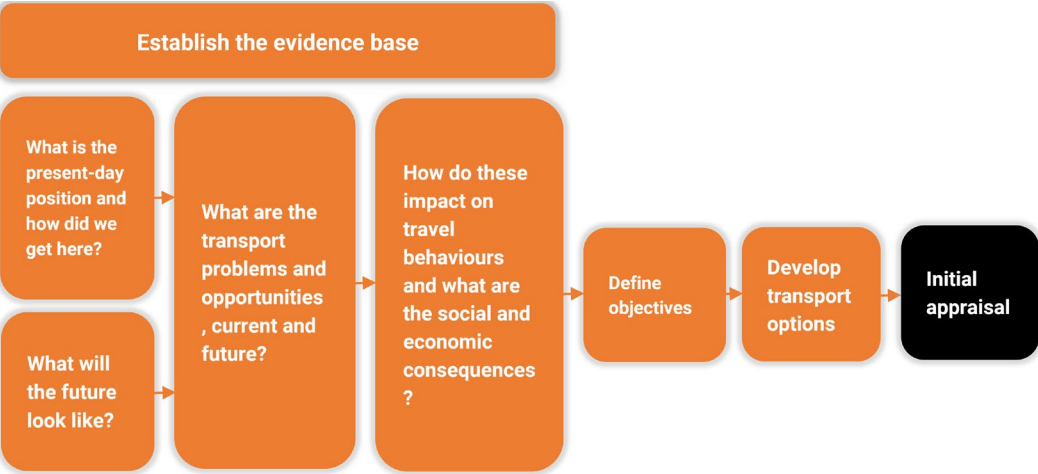 Establish the evidence base
What is the
present-day
position and
how did we
get here?
What will
the future
look like?
What are the
transport
problems and
opportunities
, current and
future?
How do these
impact on
travel
behaviours
and what are
the social and
economic
consequences
?
Define
objectives
Develop
transport
options
Initial
appraisal